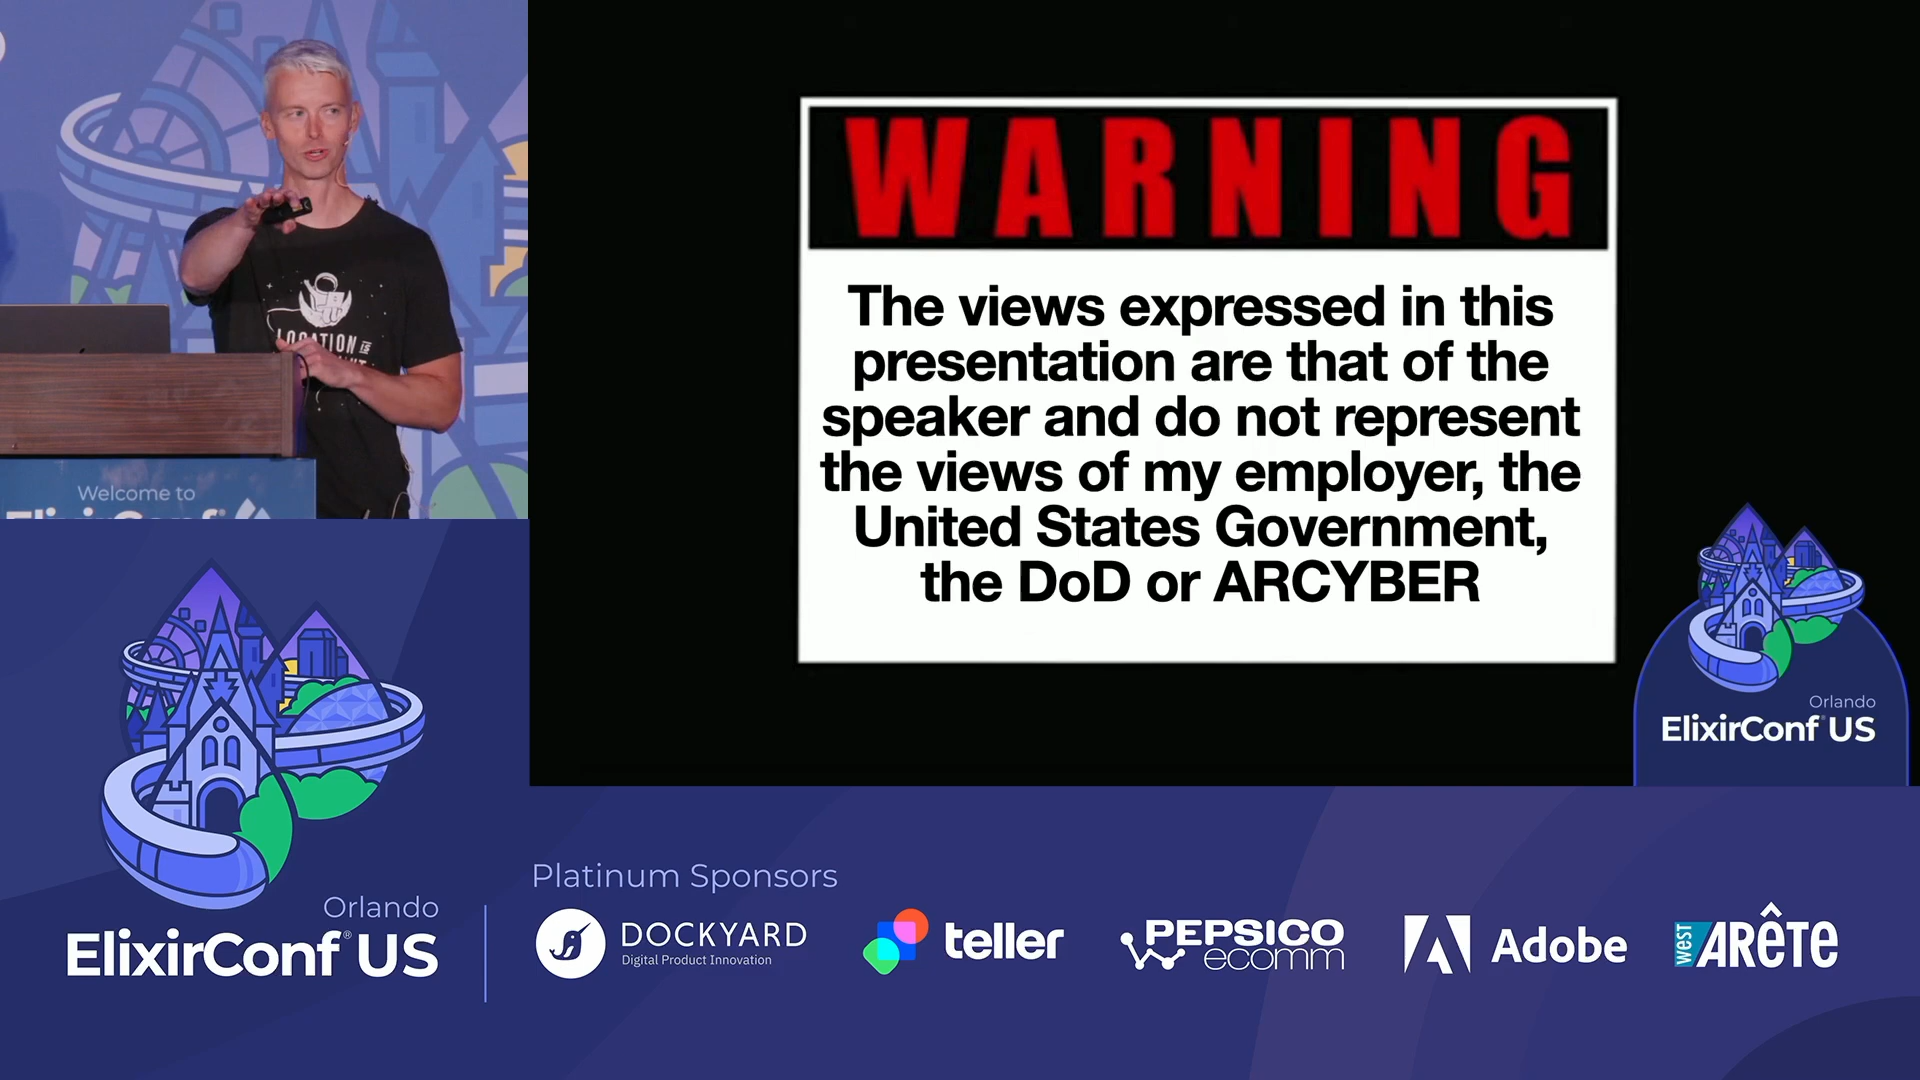 LOCATION IS
Welcome to
WARNING
The views expressed in this
presentation are that of the
speaker and do not represent
the views of my employer, the
United States Government,
the DoD or ARCYBER
Orlando
ElixirConf US
Orlando
ElixirConf® US
Platinum Sponsors
DOCKYARD
Digital Product Innovation
teller
PEPSICO
ecomm
Adobe
west ARÊTE